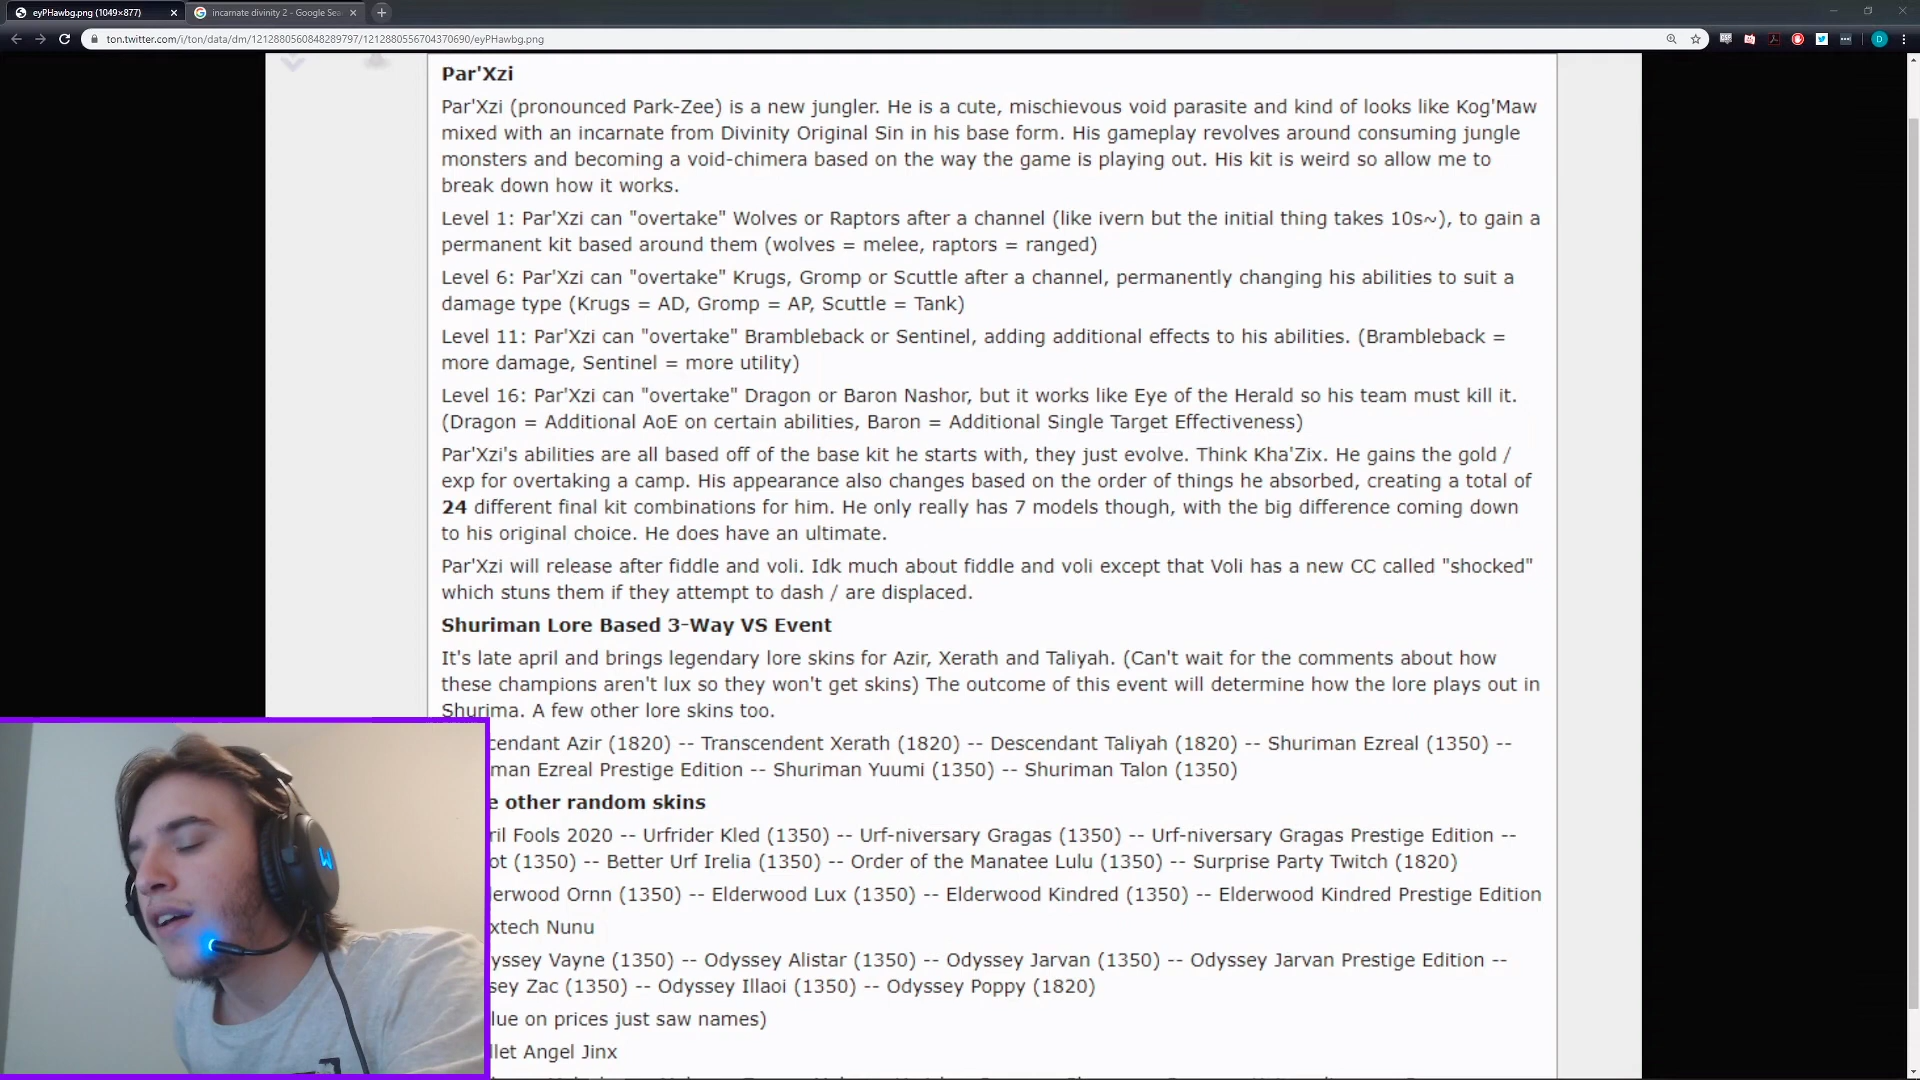 eyPHawbg.png (1049×877)
incarnate divinity 2 - Google Sea
ton.twitter.com/i/ton/data/dm/1212880560848289797/1212880556704370690/eyPHawbg.png
Par'Xzi
Par'Xzi (pronounced Park-Zee) is a new jungler. He is a cute, mischievous void parasite and kind of looks like Kog'Maw
mixed with an incarnate from Divinity Original Sin in his base form. His gameplay revolves around consuming jungle
monsters and becoming a void-chimera based on the way the game is playing out. His kit is weird so allow me to
break down how it works.
Level 1: Par'Xzi can "overtake" Wolves or Raptors after a channel (like ivern but the initial thing takes 10s~), to gain a
permanent kit based around them (wolves = melee, raptors = ranged)
Level 6: Par'Xzi can "overtake" Krugs, Gromp or Scuttle after a channel, permanently changing his abilities to suit a
damage type (Krugs = AD, Gromp = AP, Scuttle = Tank)
Level 11: Par'Xzi can "overtake" Brambleback or Sentinel, adding additional effects to his abilities. (Brambleback =
more damage, Sentinel = more utility)
Level 16: Par'Xzi can "overtake" Dragon or Baron Nashor, but it works like Eye of the Herald so his team must kill it.
(Dragon = Additional AoE on certain abilities, Baron = Additional Single Target Effectiveness)
Par'Xzi's abilities are all based off of the base kit he starts with, they just evolve. Think Kha'Zix. He gains the gold /
exp for overtaking a camp. His appearance also changes based on the order of things he absorbed, creating a total of
24 different final kit combinations for him. He only really has 7 models though, with the big difference coming down
to his original choice. He does have an ultimate.
Par'Xzi will release after fiddle and voli. Idk much about fiddle and voli except that Voli has a new CC called "shocked"
which stuns them if they attempt to dash / are displaced.
Shuriman Lore Based 3-Way VS Event
It's late april and brings legendary lore skins for Azir, Xerath and Taliyah. (Can't wait for the comments about how
these champions aren't lux so they won't get skins) The outcome of this event will determine how the lore plays out in
Shurima. A few other lore skins too.
cendant Azir (1820) -- Transcendent Xerath (1820) -- Descendant Taliyah (1820) -- Shuriman Ezreal (1350) --
man Ezreal Prestige Edition -- Shuriman Yuumi (1350) -- Shuriman Talon (1350)
e other random skins
ril Fools 2020 -- Urfrider Kled (1350) -- Urf-niversary Gragas (1350) -- Urf-niversary Gragas Prestige Edition --
ot (1350) -- Better Urf Irelia (1350) -- Order of the Manatee Lulu (1350) -- Surprise Party Twitch (1820)
erwood Ornn (1350) -- Elderwood Lux (1350) -- Elderwood Kindred (1350) -- Elderwood Kindred Prestige Edition
xtech Nunu
yssey Vayne (1350) -- Odyssey Alistar (1350) -- Odyssey Jarvan (1350) -- Odyssey Jarvan Prestige Edition --
sey Zac (1350) -- Odyssey Illaoi (1350) -- Odyssey Poppy (1820)
lue on prices just saw names)
llet Angel Jinx